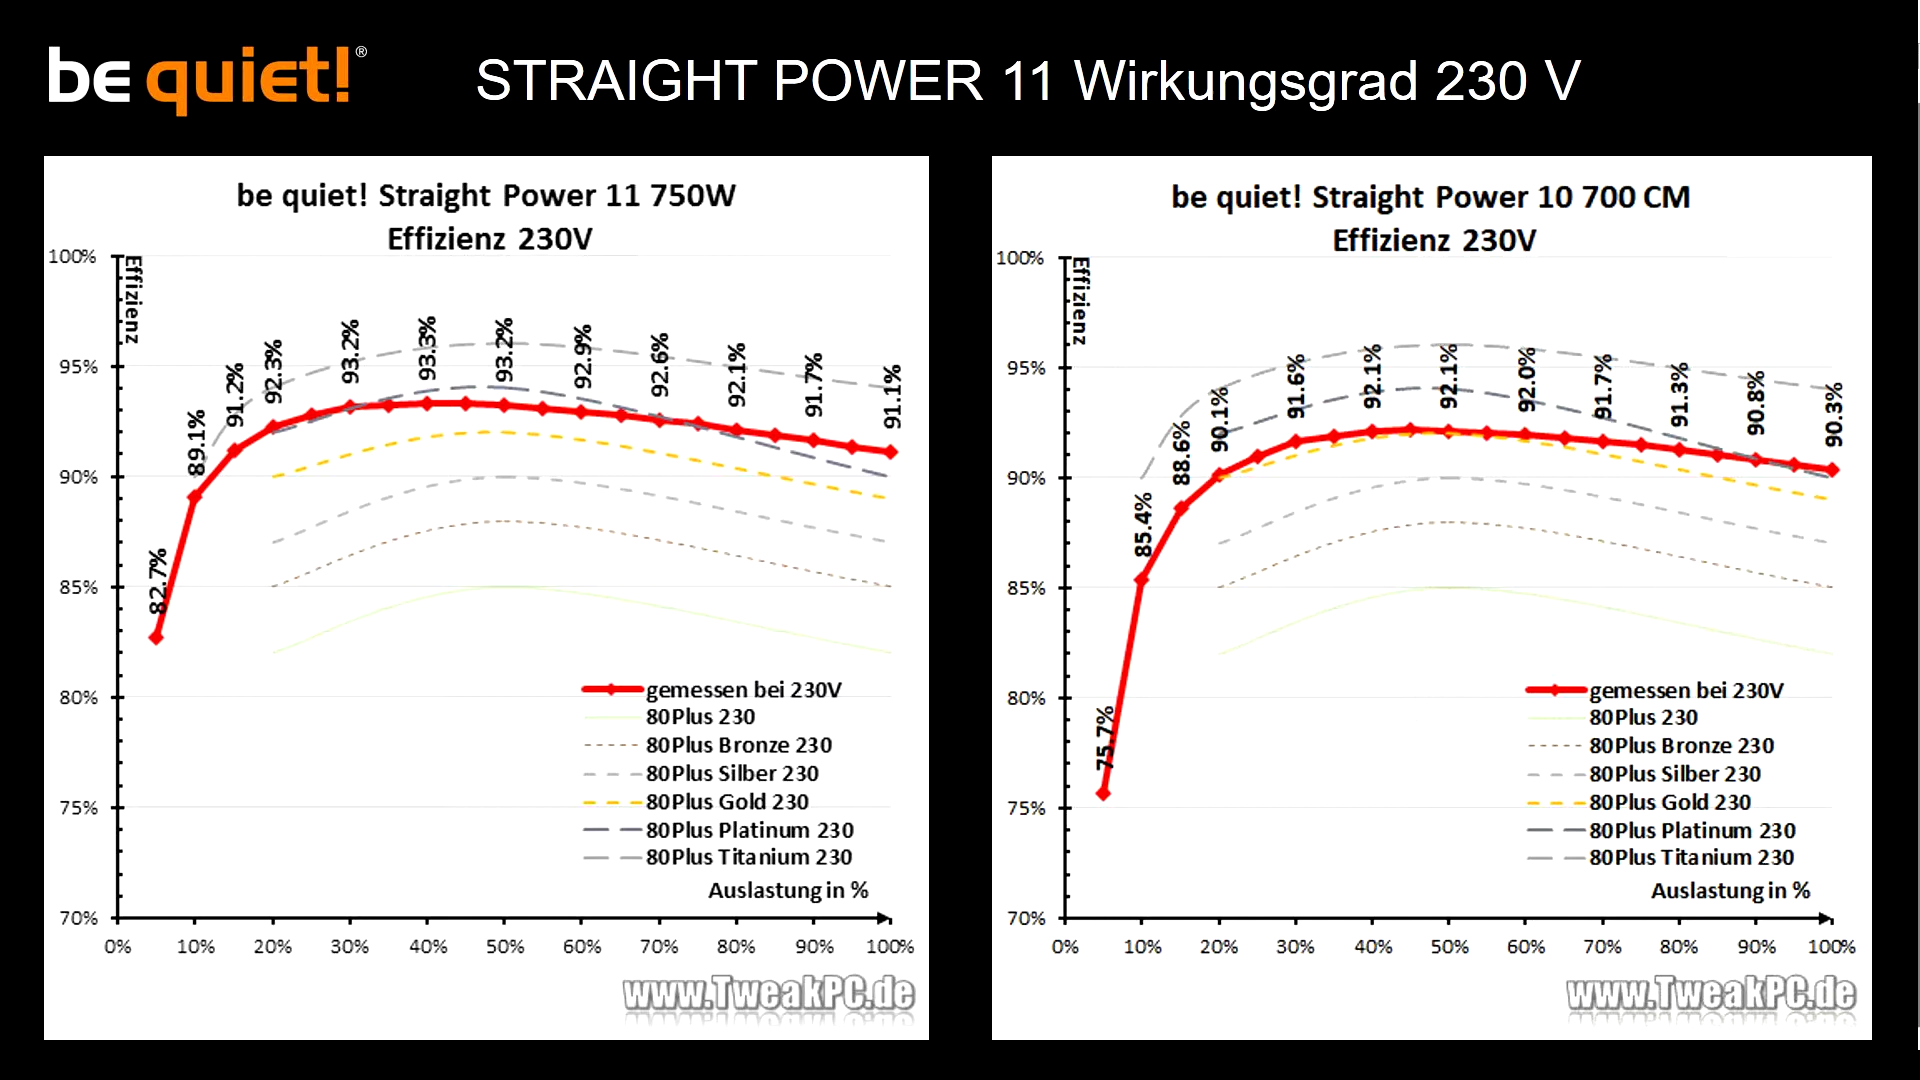 be quiet!®
STRAIGHT POWER 11 Wirkungsgrad 230 V
be quiet! Straight Power 11 750W
Effizienz 230V
100%
95%
90%
85%
80%
75%
70%
Effizienz
82.7%
89.1%
91.2%
92.3%
93.2%
93.3%
93.2%
92.9%
92.6%
92.1%
91.7%
91.1%
gemessen bei 230V
80Plus 230
80Plus Bronze 230
80Plus Silber 230
80Plus Gold 230
80Plus Platinum 230
80Plus Titanium 230
Auslastung in %
0% 10% 20% 30% 40% 50% 60% 70% 80% 90% 100%
www.TweakPC.de
be quiet! Straight Power 10 700 CM
Effizienz 230V
100%
95%
90%
85%
80%
75%
70%
Effizienz
75.7%
85.4%
88.6%
90.1%
91.6%
92.1%
92.1%
92.0%
91.7%
91.3%
90.8%
90.3%
gemessen bei 230V
80Plus 230
80Plus Bronze 230
80Plus Silber 230
80Plus Gold 230
80Plus Platinum 230
80Plus Titanium 230
Auslastung in %
0% 10% 20% 30% 40% 50% 60% 70% 80% 90% 100%
www.TweakPC.de